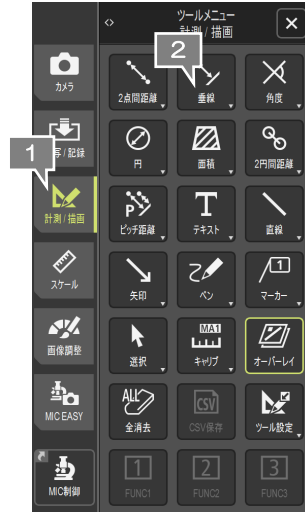 ツールメニュー
計測 / 描画
カメラ
1
写 / 記録
計測 / 描画
スケール
画像調整
MIC EASY
MIC制御
2
2点間距離
垂線
角度
円
面積
2円間距離
P
ピッチ距離
T
テキスト
直線
矢印
ペン
1
マーカー
選択
MA1
キャリブ
オーバーレイ
ALL
全消去
CSV
CSV保存
ツール設定
1
FUNC1
2
FUNC2
3
FUNC3